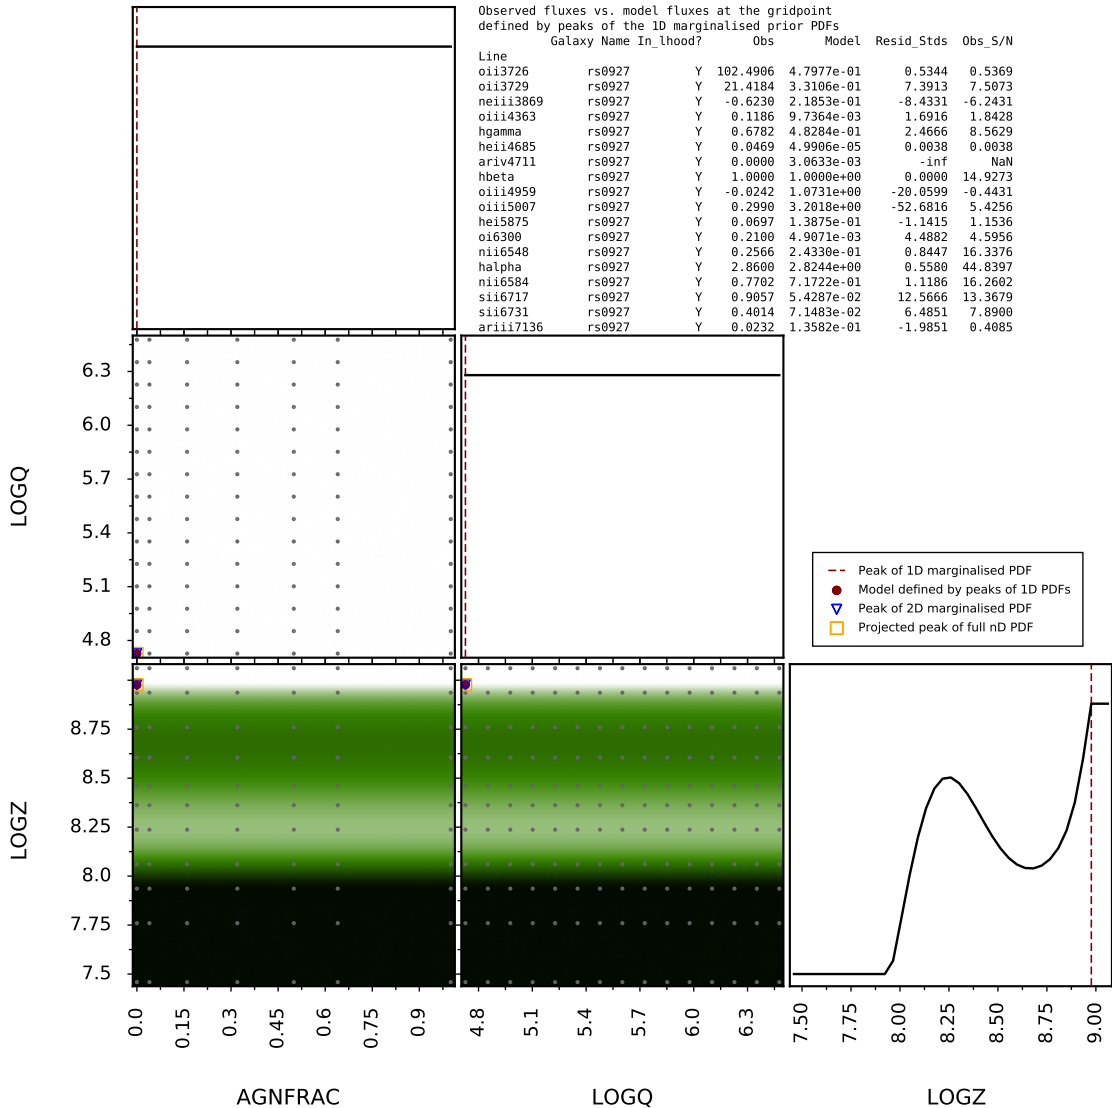 Observed fluxes vs. model fluxes at the gridpoint
defined by peaks of the 1D marginalised prior PDFs
Galaxy Name In_lhood? Obs Model Resid_Stds Obs_S/N
Line
oii3726 rs0927 Y 102.4906 4.7977e-01 0.5344 0.5369
oii3729 rs0927 Y 21.4184 3.3106e-01 7.3913 7.5073
neiii3869 rs0927 Y -0.6230 2.1853e-01 -8.4331 -6.2431
oiii4363 rs0927 Y 0.1186 9.7364e-03 1.6916 1.8428
hgamma rs0927 Y 0.6782 4.8284e-01 2.4666 8.5629
heii4685 rs0927 Y 0.0469 4.9906e-05 0.0038 0.0038
ariv4711 rs0927 Y 0.0000 3.0633e-03 -inf NaN
hbeta rs0927 Y 1.0000 1.0000e+00 0.0000 14.9273
oiii4959 rs0927 Y -0.0242 1.0731e+00 -20.0599 -0.4431
oiii5007 rs0927 Y 0.2990 3.2018e+00 -52.6816 5.4256
hei5875 rs0927 Y 0.0697 1.3875e-01 -1.1415 1.1536
oi6300 rs0927 Y 0.2100 4.9071e-03 4.4882 4.5956
nii6548 rs0927 Y 0.2566 2.4330e-01 0.8447 16.3376
halpha rs0927 Y 2.8600 2.8244e+00 0.5580 44.8397
nii6584 rs0927 Y 0.7702 7.1722e-01 1.1186 16.2602
sii6717 rs0927 Y 0.9057 5.4287e-02 12.5666 13.3679
sii6731 rs0927 Y 0.4014 7.1483e-02 6.4851 7.8900
ariii7136 rs0927 Y 0.0232 1.3582e-01 -1.9851 0.4085
LOGQ
6.3
6.0
5.7
5.4
5.1
4.8
Peak of 1D marginalised PDF
Model defined by peaks of 1D PDFs
Peak of 2D marginalised PDF
Projected peak of full nD PDF
LOGZ
8.75
8.5
8.25
8.0
7.75
7.5
0.0 0.15 0.3 0.45 0.6 0.75 0.9
4.8 5.1 5.4 5.7 6.0 6.3
7.50 7.75 8.00 8.25 8.50 8.75 9.00
AGNFRAC LOGQ LOGZ